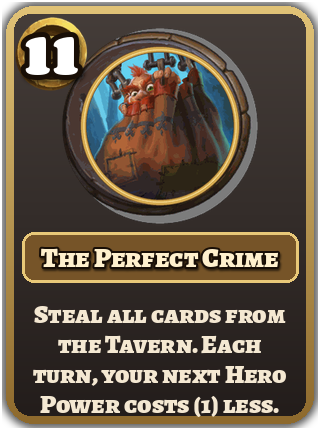 11
The Perfect Crime
Steal all cards from
the Tavern. Each
turn, your next Hero
Power costs (1) less.